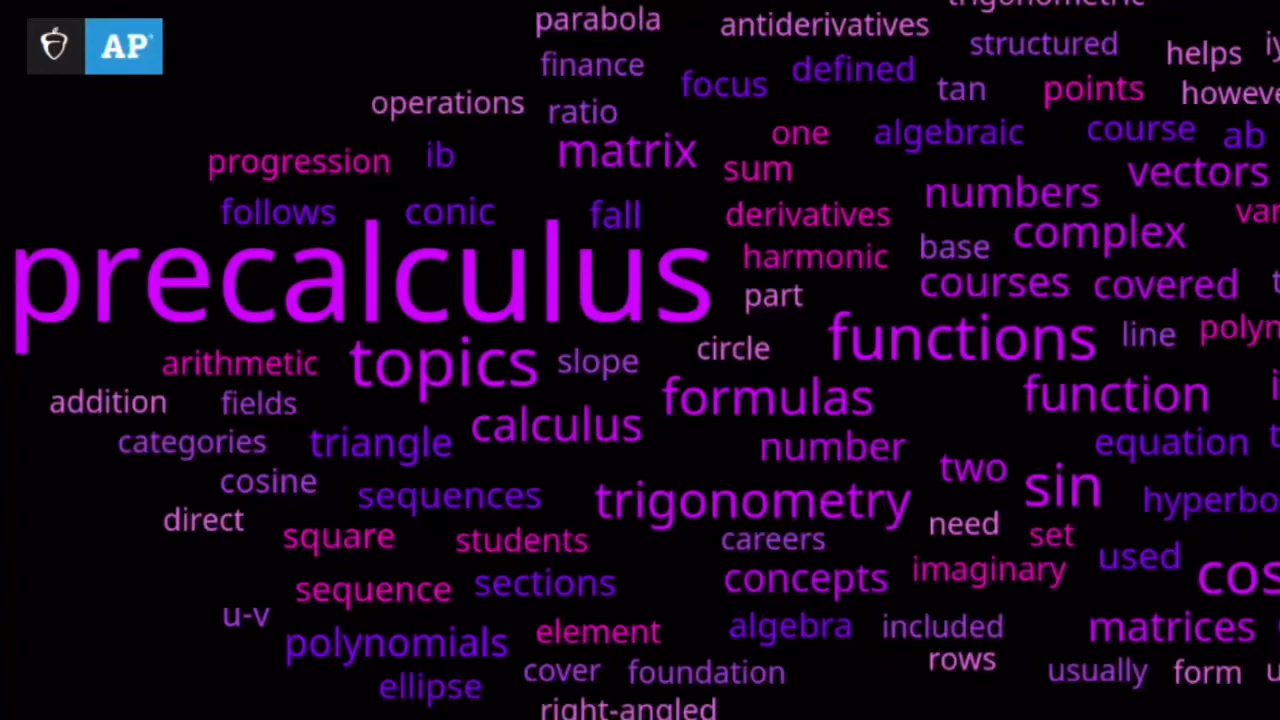 AP
parabola antiderivatives trigonometric
finance focus defined structured helps
operations ratio tan points
progression ib matrix one algebraic course ab
sum vectors
follows conic fall derivatives numbers
precalculus harmonic base complex
part courses covered
arithmetic topics slope circle functions line
addition fields calculus formulas function
categories triangle number equation
cosine sequences trigonometry two sin
direct square students careers need set
sequence sections concepts imaginary used
u-v polynomials element algebra included matrices
ellipse cover foundation rows usually form
right-angled